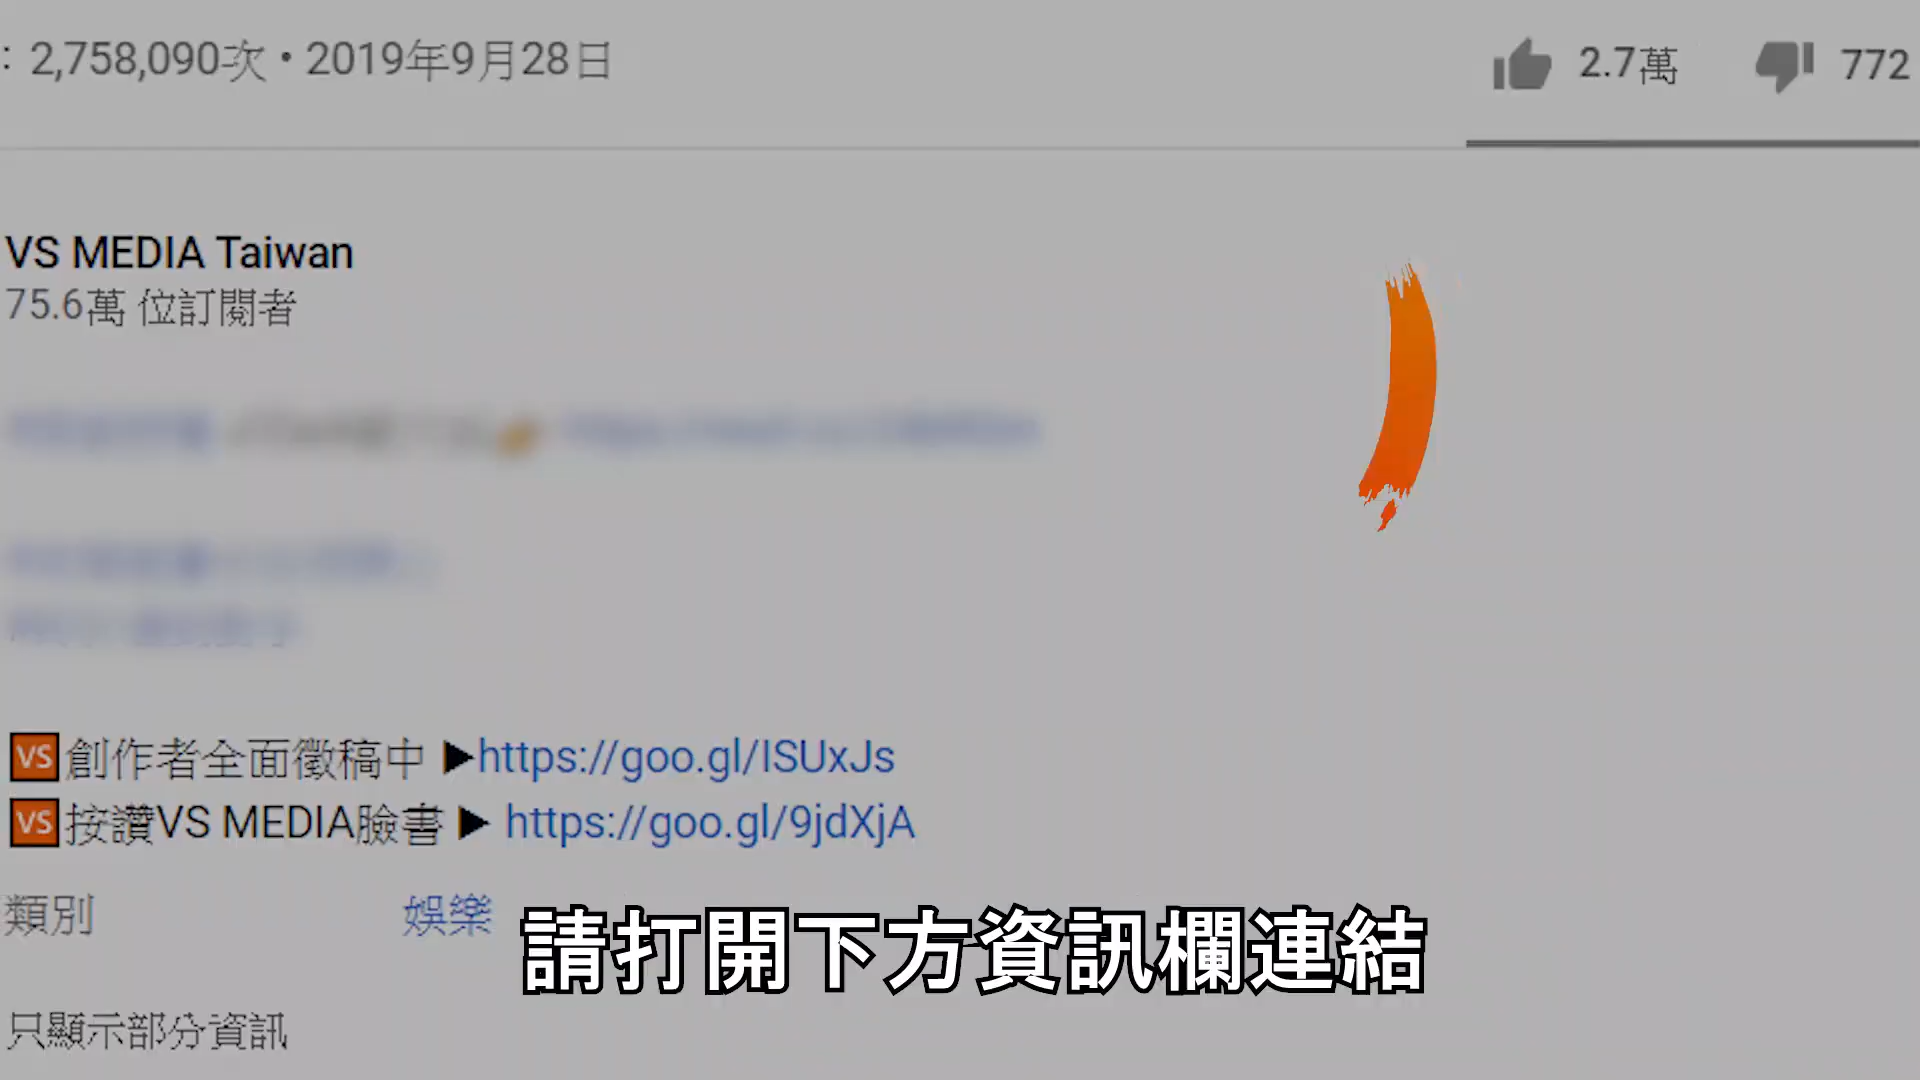 : 2,758,090次 • 2019年9月28日
2.7萬
772
VS MEDIA Taiwan
75.6萬 位訂閱者
VS 創作者全面徵稿中 ▶https://goo.gl/ISUxJs
VS 按讚VS MEDIA臉書 ▶ https://goo.gl/9jdXjA
類別 娛樂
請打開下方資訊欄連結
只顯示部分資訊